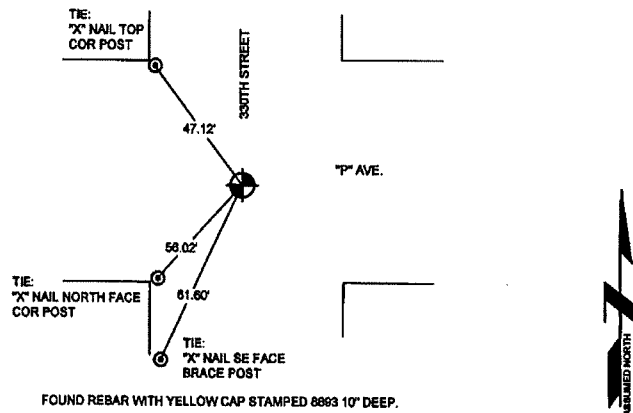 TIE:
"X" NAIL TOP
COR POST
330TH STREET
47.12'
"P" AVE.
56.02'
61.60'
TIE:
"X" NAIL NORTH FACE
COR POST
TIE:
"X" NAIL SE FACE
BRACE POST
FOUND REBAR WITH YELLOW CAP STAMPED 8893 10" DEEP.
ASSUMED NORTH